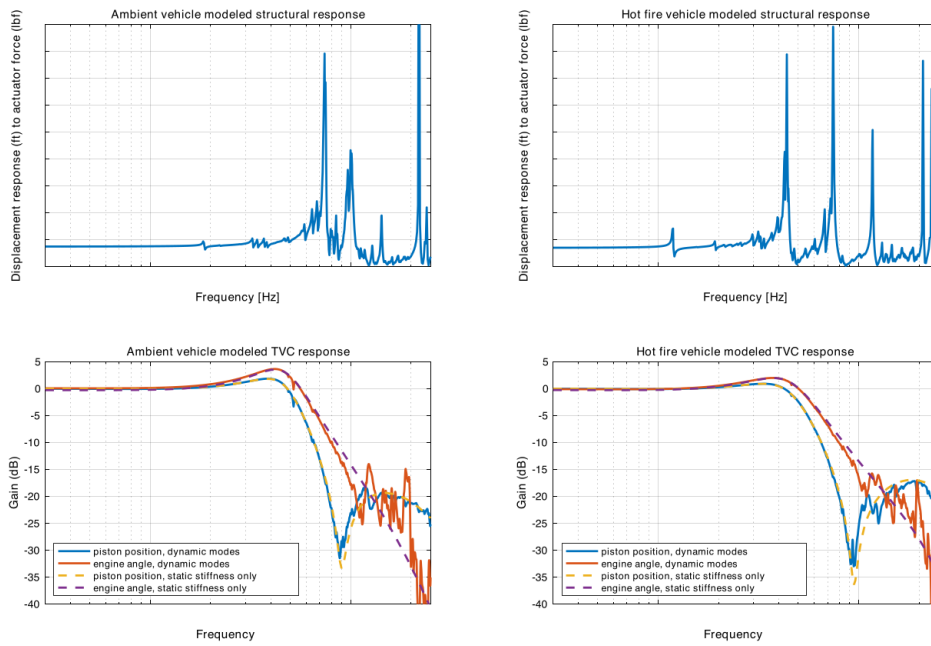 Ambient vehicle modeled structural response
Displacement response (ft) to actuator force (lbf)
Frequency [Hz]
Hot fire vehicle modeled structural response
Displacement response (ft) to actuator force (lbf)
Frequency [Hz]
Ambient vehicle modeled TVC response
Gain (dB)
5
0
-5
-10
-15
-20
-25
-30
-35
-40
piston position, dynamic modes
engine angle, dynamic modes
piston position, static stiffness only
engine angle, static stiffness only
Frequency
Hot fire vehicle modeled TVC response
Gain (dB)
5
0
-5
-10
-15
-20
-25
-30
-35
-40
piston position, dynamic modes
engine angle, dynamic modes
piston position, static stiffness only
engine angle, static stiffness only
Frequency